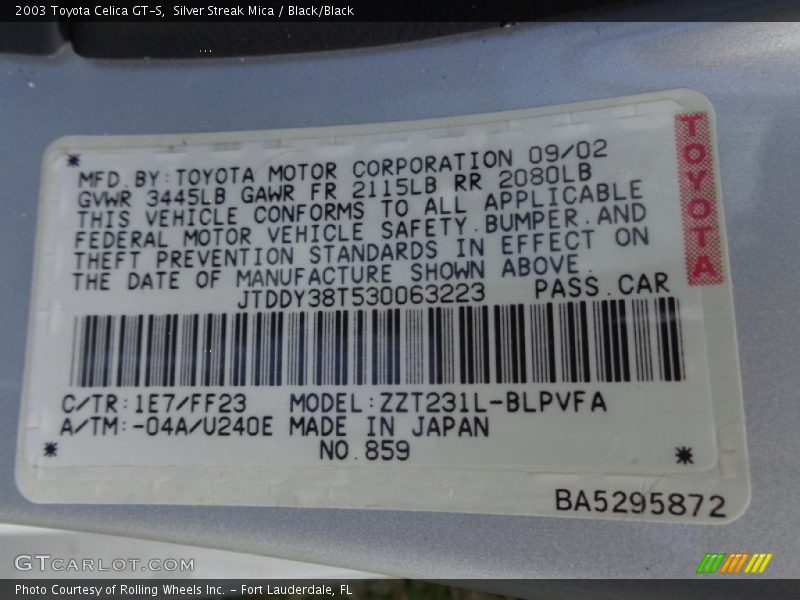 2003 Toyota Celica GT-S,  Silver Streak Mica / Black/Black
MFD.BY:TOYOTA MOTOR CORPORATION 09/02
GVWR 3445LB GAWR FR 2115LB RR 2080LB
THIS VEHICLE CONFORMS TO ALL APPLICABLE
FEDERAL MOTOR VEHICLE SAFETY.BUMPER.AND
THEFT PREVENTION STANDARDS IN EFFECT ON
THE DATE OF MANUFACTURE SHOWN ABOVE.
JTDDY38T530063223 PASS.CAR
TOYOTA
C/TR:1E7/FF23 MODEL:ZZT231L-BLPVFA
A/TM:-04A/U240E MADE IN JAPAN
NO.859
BA5295872
GTCARLOT.COM
Photo Courtesy of Rolling Wheels Inc. – Fort Lauderdale, FL